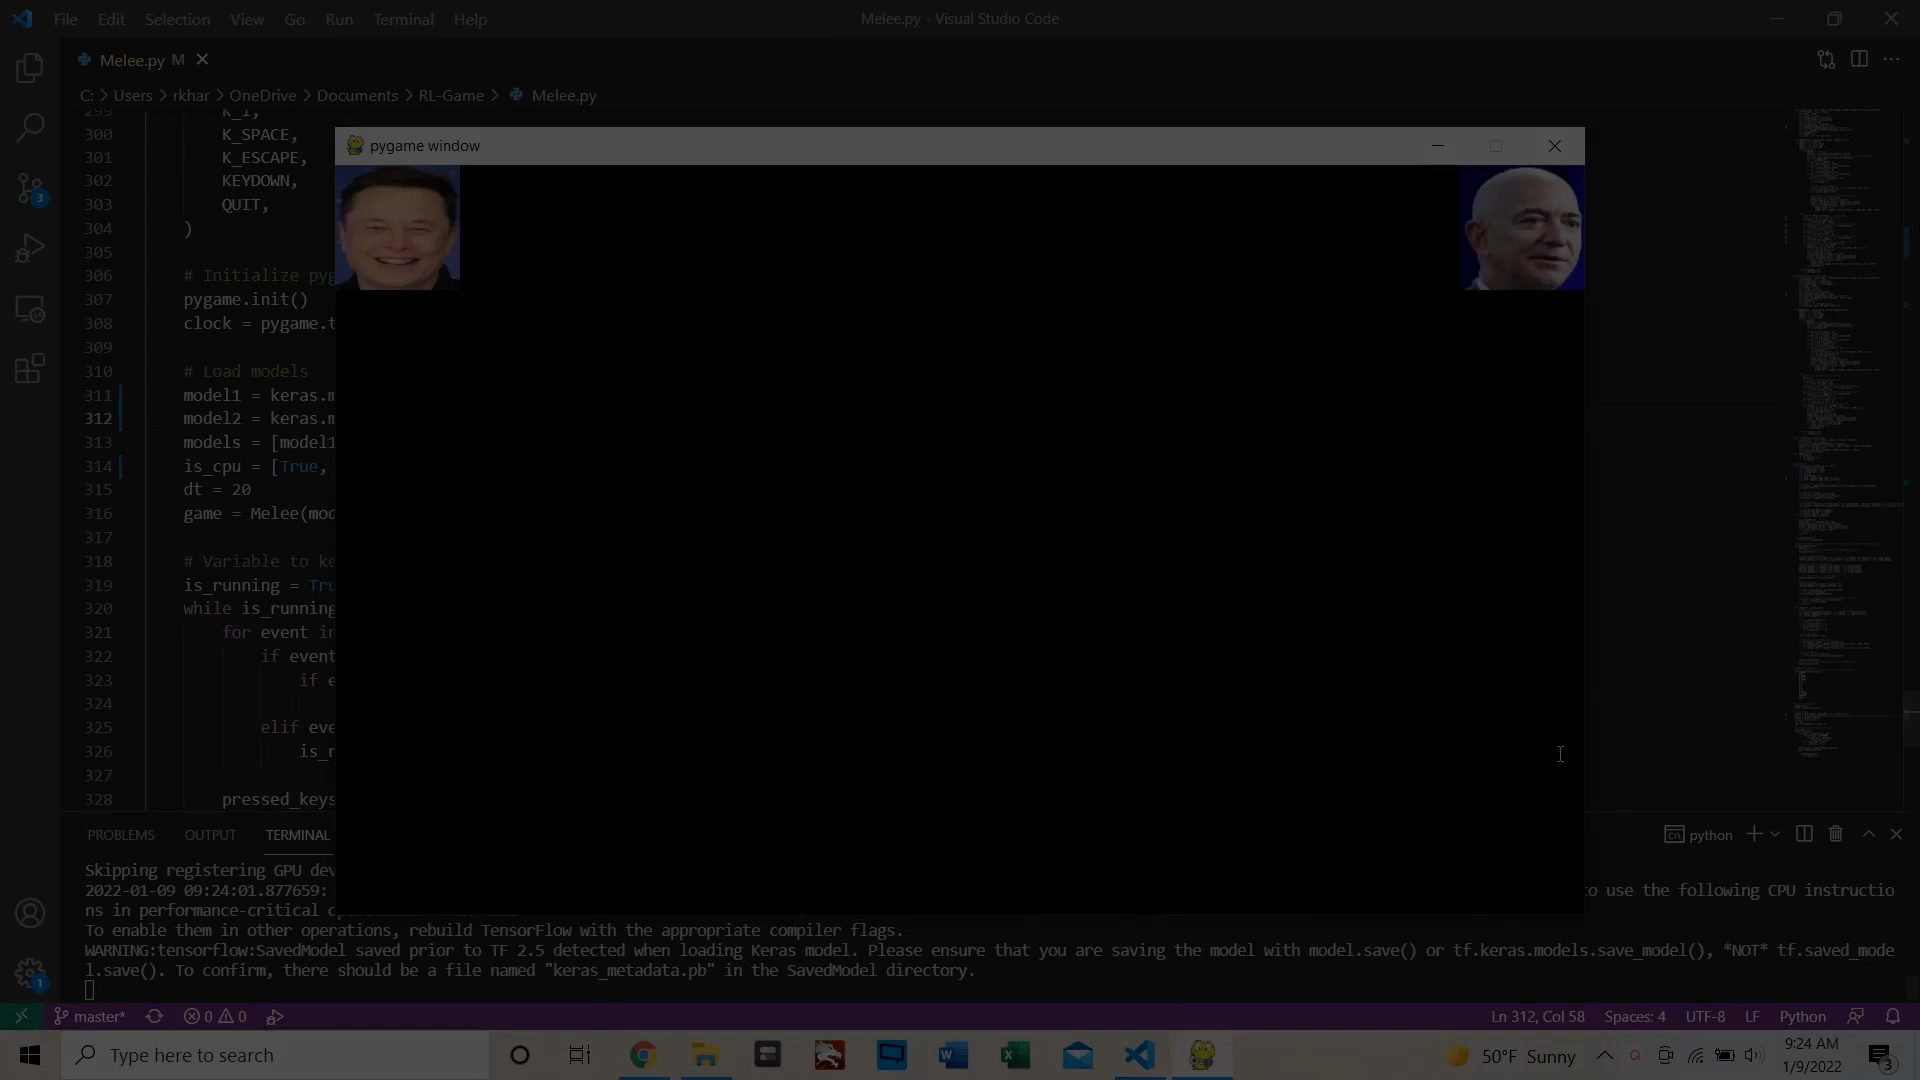 File Edit Selection View Go Run Terminal Help
Melee.py - Visual Studio Code
Melee.py M
C: > Users > rkhar > OneDrive > Documents > RL-Game > Melee.py
299 K_1,
300 K_SPACE,
301 K_ESCAPE,
302 KEYDOWN,
303 QUIT,
304 )
305
306 # Initialize pyg
307 pygame.init()
308 clock = pygame.t
309
310 # Load models
311 model1 = keras.m
312 model2 = keras.m
313 models = [model1
314 is_cpu = [True,
315 dt = 20
316 game = Melee(mod
317
318 # Variable to ke
319 is_running = Tru
320 while is_running
321 for event in
322 if event
323 if e
324
325 elif eve
326 is_r
327
328 pressed_keys
pygame window
PROBLEMS OUTPUT TERMINAL
python
Skipping registering GPU dev
2022-01-09 09:24:01.877659: o use the following CPU instructio
ns in performance-critical
To enable them in other operations, rebuild TensorFlow with the appropriate compiler flags.
WARNING:tensorflow:SavedModel saved prior to TF 2.5 detected when loading Keras model. Please ensure that you are saving the model with model.save() or tf.keras.models.save_model(), *NOT* tf.saved_mode
l.save(). To confirm, there should be a file named "keras_metadata.pb" in the SavedModel directory.
master* 0 0
Ln 312, Col 58 Spaces: 4 UTF-8 LF Python
Type here to search
50°F Sunny
9:24 AM
1/9/2022
3
3
1